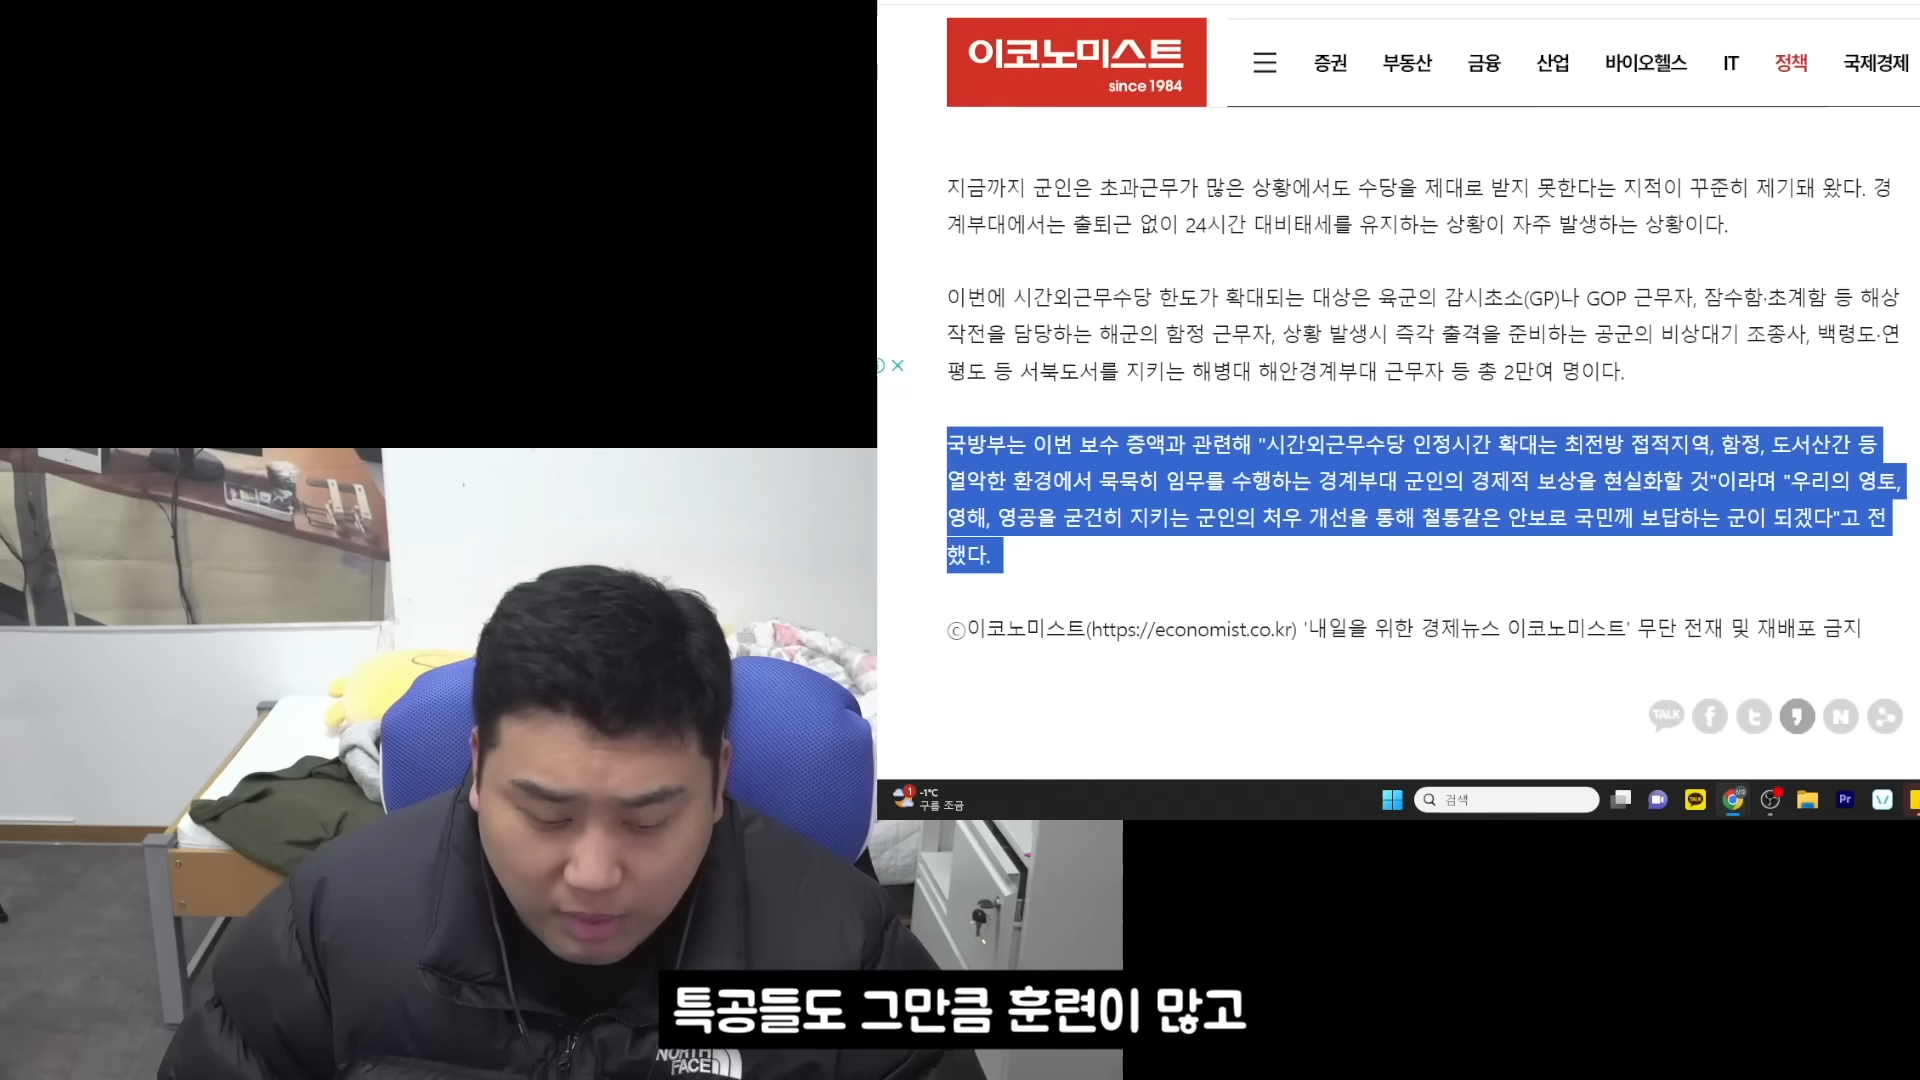 이코노미스트
since 1984
증권 부동산 금융 산업 바이오헬스 IT 정책 국제경제
지금까지 군인은 초과근무가 많은 상황에서도 수당을 제대로 받지 못한다는 지적이 꾸준히 제기돼 왔다. 경
계부대에서는 출퇴근 없이 24시간 대비태세를 유지하는 상황이 자주 발생하는 상황이다.
이번에 시간외근무수당 한도가 확대되는 대상은 육군의 감시초소(GP)나 GOP 근무자, 잠수함·초계함 등 해상
작전을 담당하는 해군의 함정 근무자, 상황 발생시 즉각 출격을 준비하는 공군의 비상대기 조종사, 백령도·연
평도 등 서북도서를 지키는 해병대 해안경계부대 근무자 등 총 2만여 명이다.
국방부는 이번 보수 증액과 관련해 "시간외근무수당 인정시간 확대는 최전방 접적지역, 함정, 도서산간 등
열악한 환경에서 묵묵히 임무를 수행하는 경계부대 군인의 경제적 보상을 현실화할 것"이라며 "우리의 영토,
영해, 영공을 굳건히 지키는 군인의 처우 개선을 통해 철통같은 안보로 국민께 보답하는 군이 되겠다"고 전
했다.
ⓒ이코노미스트(https://economist.co.kr) '내일을 위한 경제뉴스 이코노미스트' 무단 전재 및 재배포 금지
TALK f t N
1 -1°C
구름 조금
검색
TALK
Pr
특공들도 그만큼 훈련이 많고
NORTH
FACE